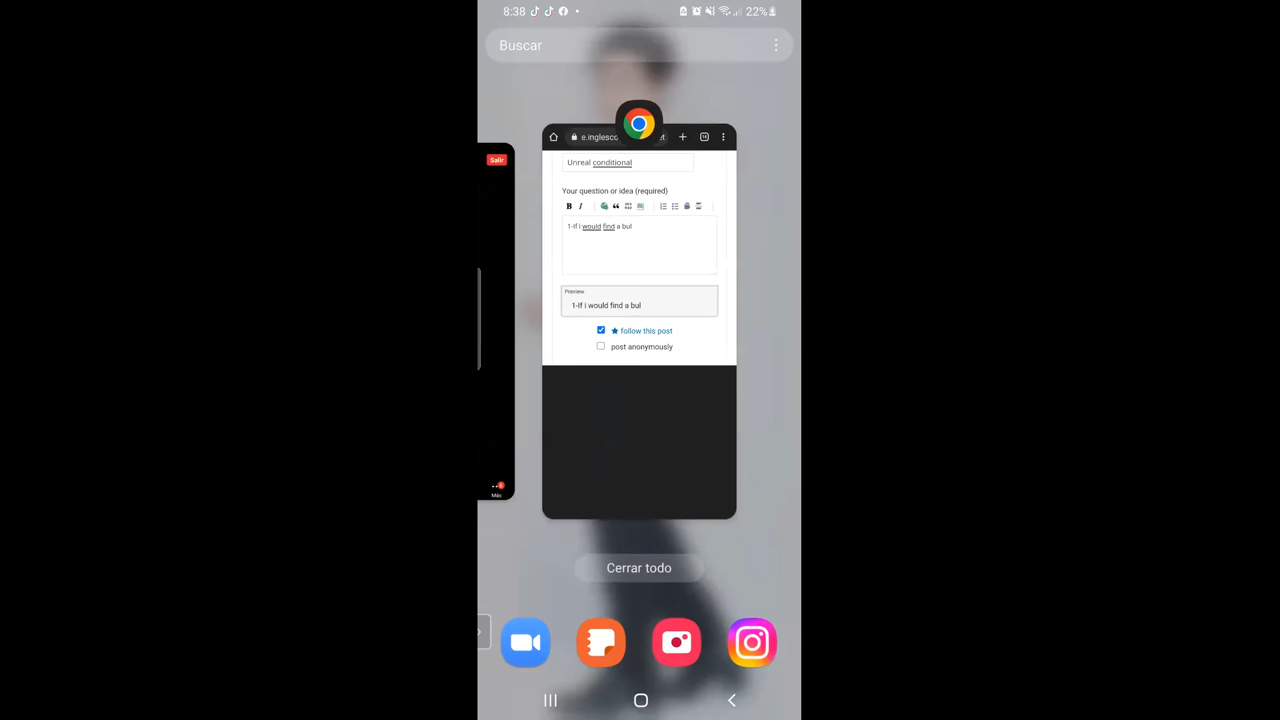 8:38
22%
Buscar
Salir
Unreal conditional
Your question or idea (required)
B I
1-If i would find a bul
Preview
1-If i would find a bul
follow this post
post anonymously
Más
Cerrar todo